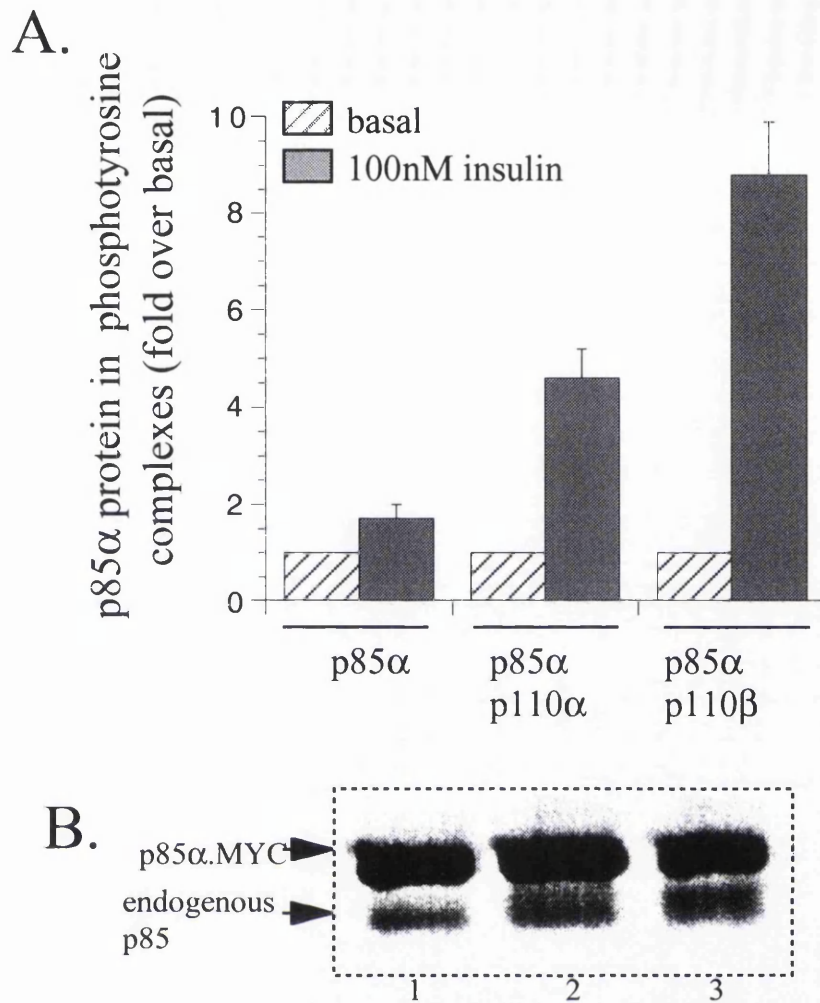 A.
p85α protein in phosphotyrosine
complexes (fold over basal)
10
8
6
4
2
0
basal
100nM insulin
p85α
p85α
p110α
p85α
p110β
B.
p85α.MYC
endogenous
p85
1 2 3